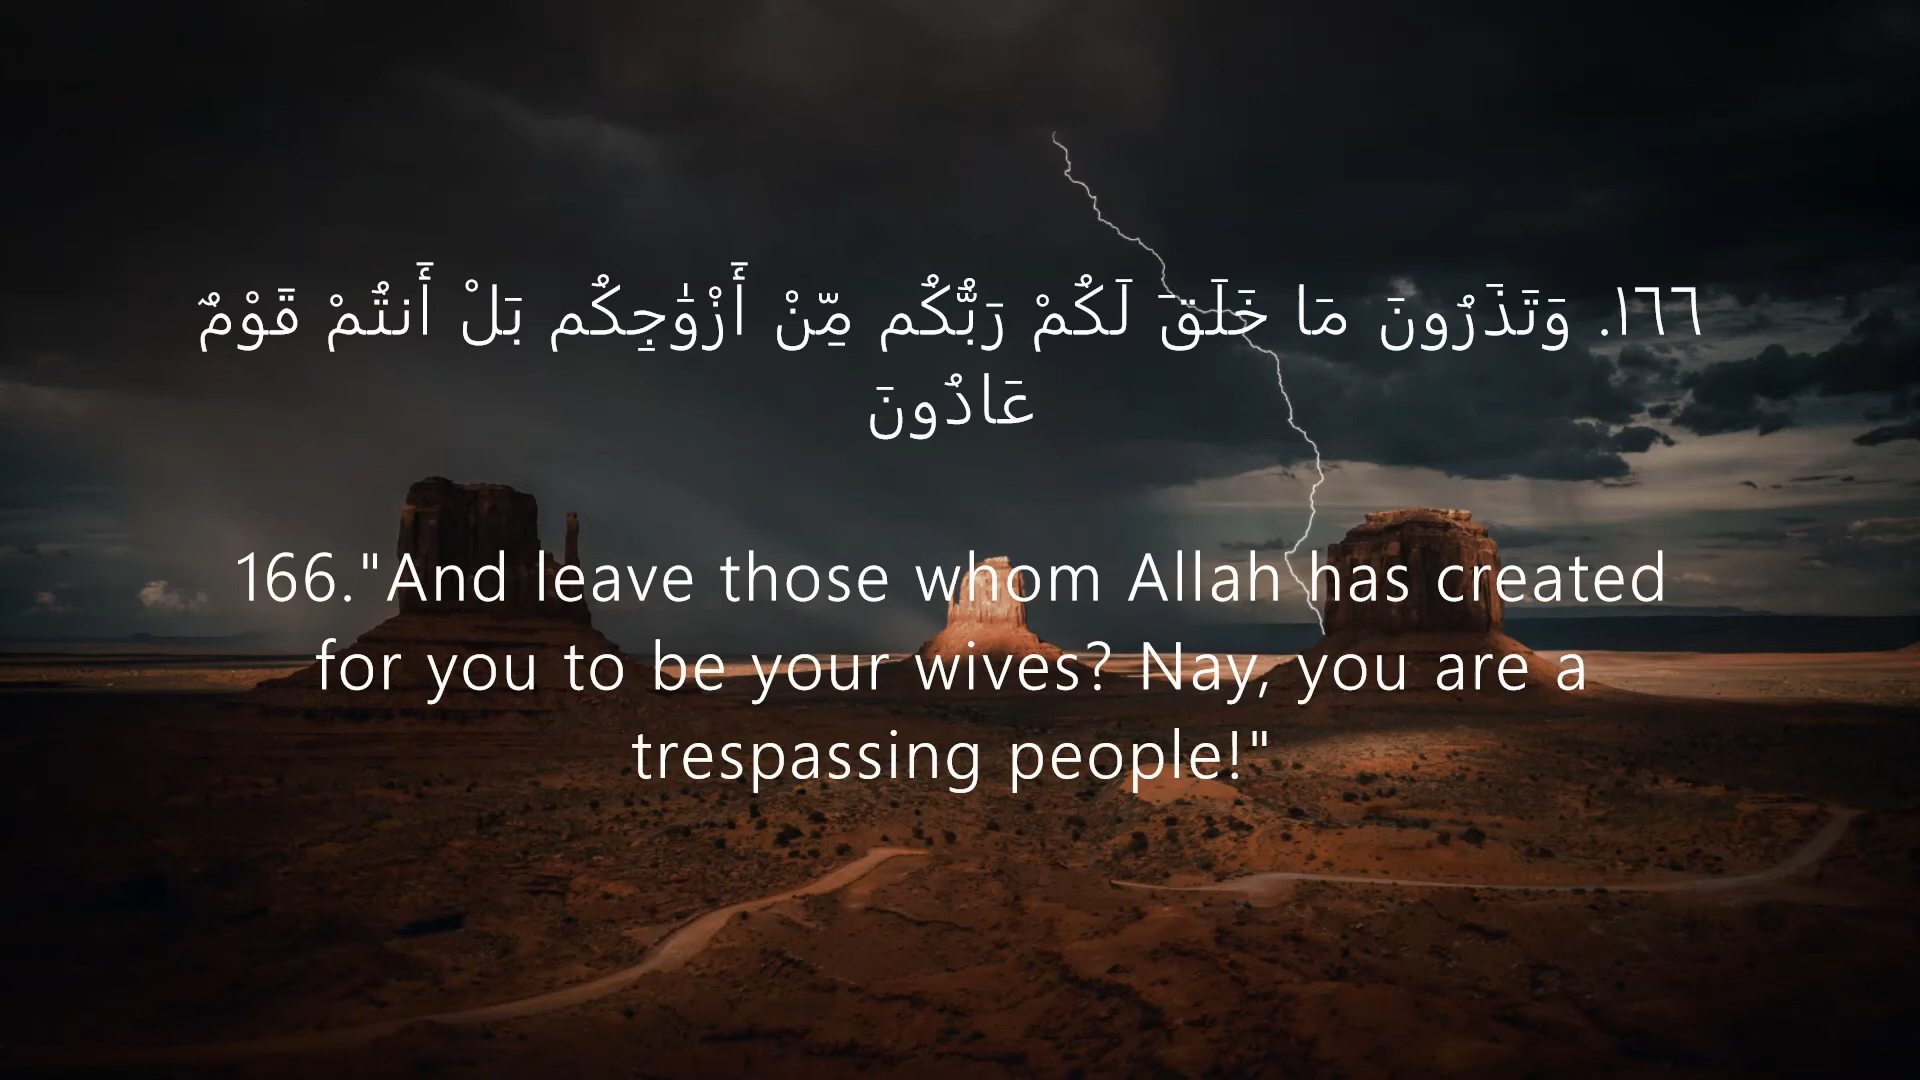 ١٦٦. وَتَذَرُونَ مَا خَلَقَ لَكُمْ رَبُّكُم مِّنْ أَزْوَٰجِكُم بَلْ أَنتُمْ قَوْمٌ
عَادُونَ
166."And leave those whom Allah has created
for you to be your wives? Nay, you are a
trespassing people!"